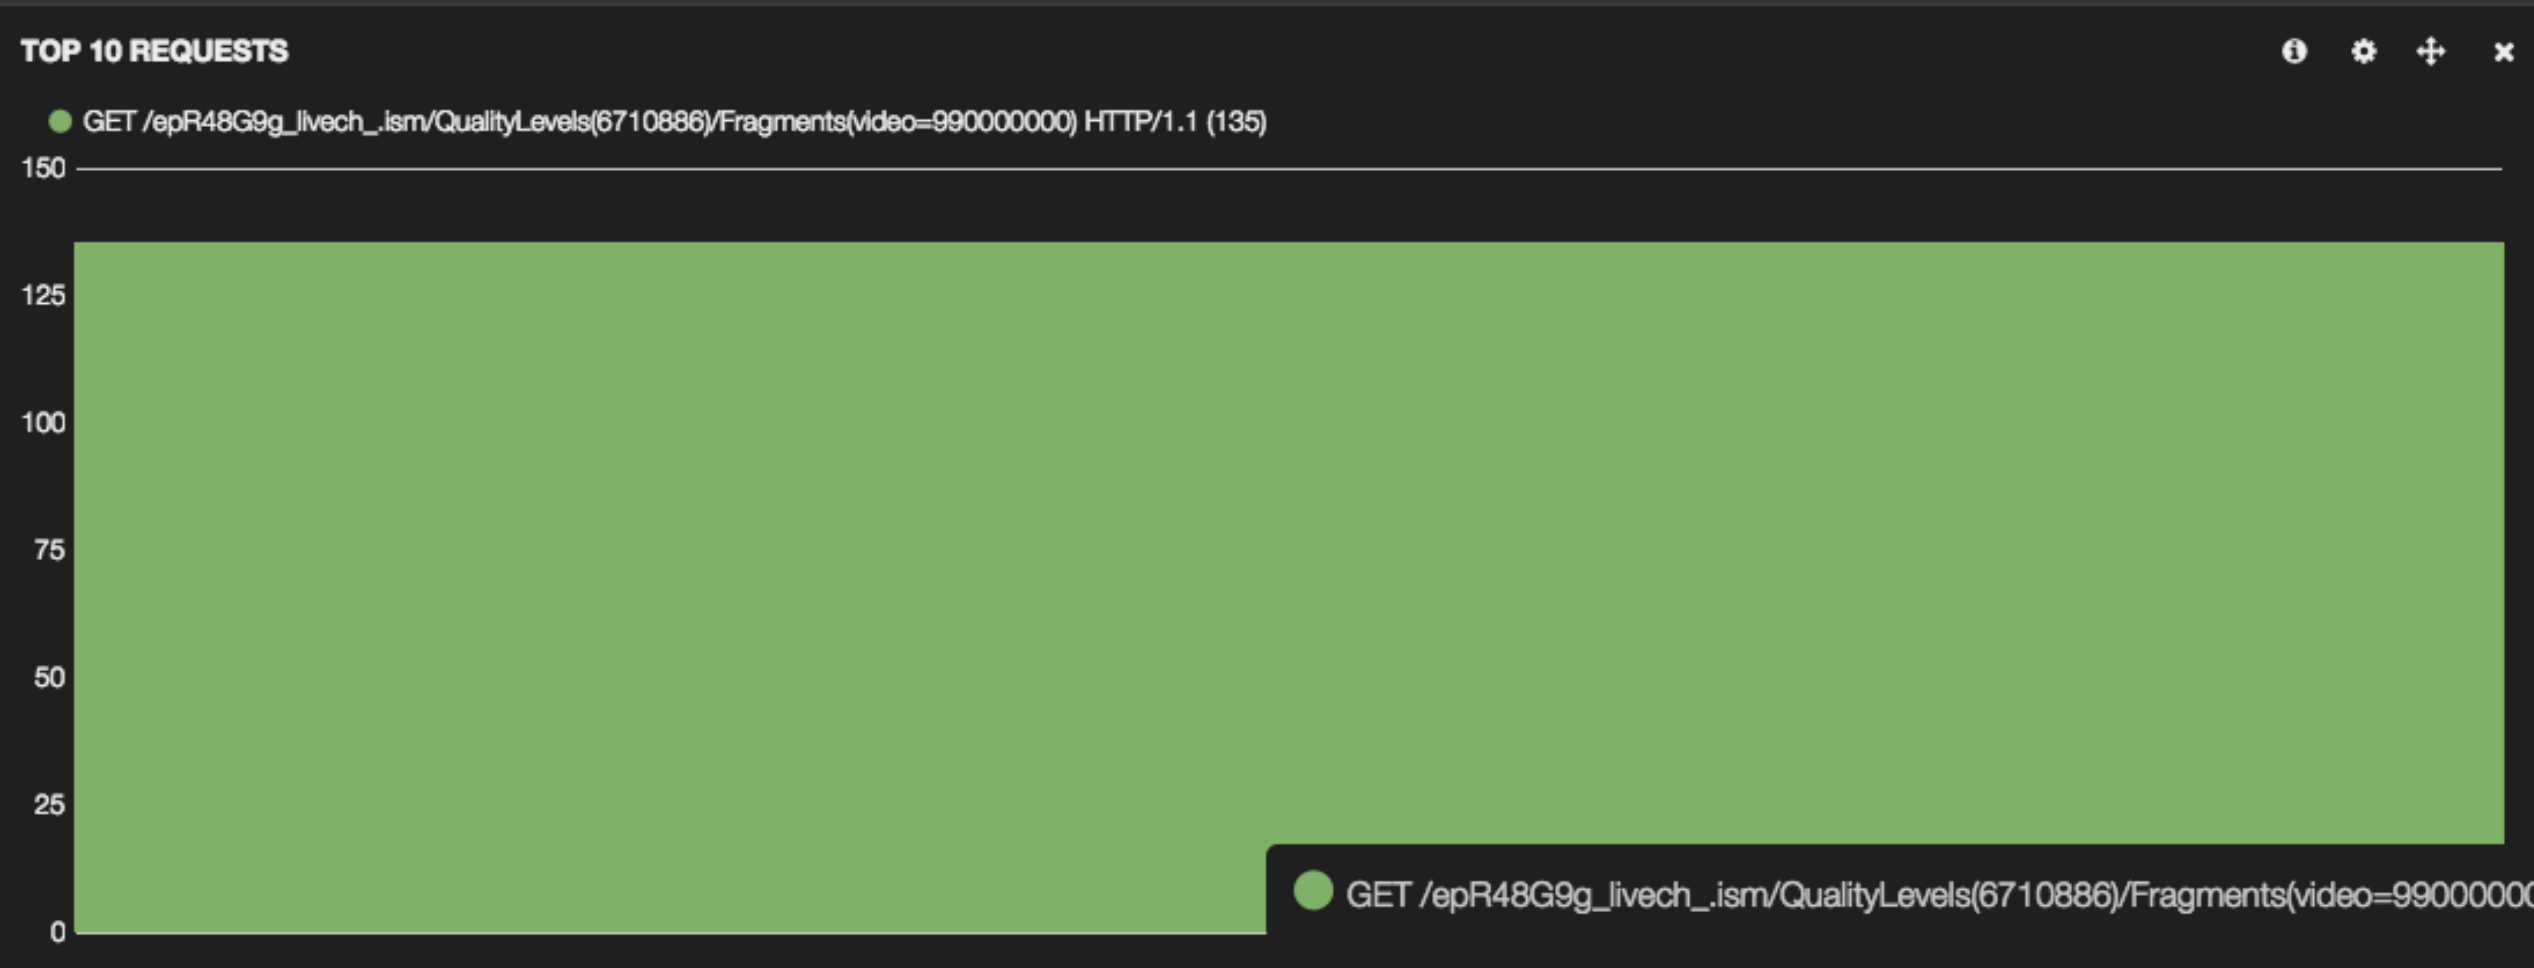 TOP 10 REQUESTS
GET /epR48G9g_livech_.ism/QualityLevels(6710886)/Fragments(video=990000000) HTTP/1.1 (135)
150
125
100
75
50
25
GET /epR48G9g_livech_.ism/QualityLevels(6710886)/Fragments(video=99000000
0